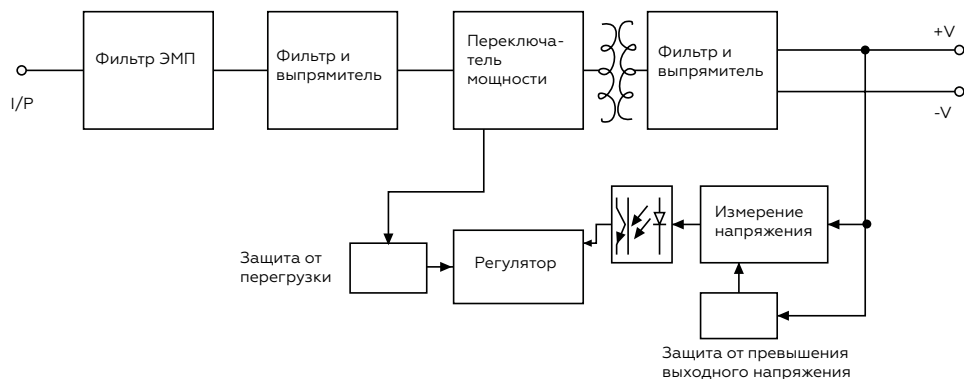 I/P
Фильтр ЭМП
Фильтр и
выпрямитель
Переключа-
тель
мощности
Фильтр и
выпрямитель
+V
-V
Защита от
перегрузки
Регулятор
Измерение
напряжения
Защита от превышения
выходного напряжения